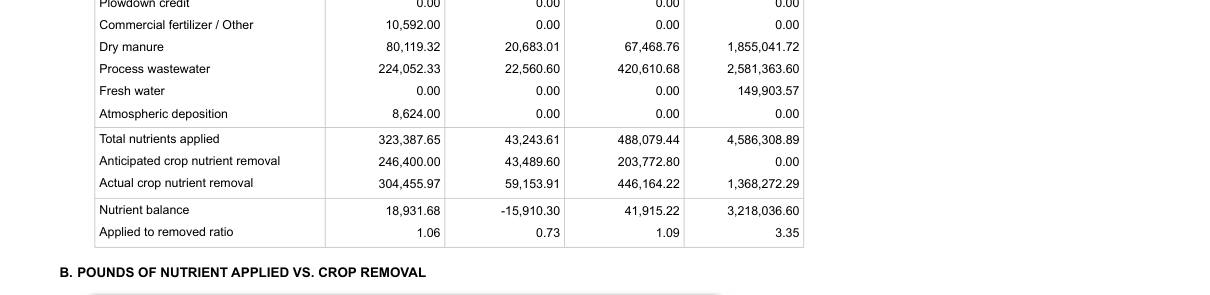 Plowdown credit 0.00 0.00 0.00 0.00
Commercial fertilizer / Other 10,592.00 0.00 0.00 0.00
Dry manure 80,119.32 20,683.01 67,468.76 1,855,041.72
Process wastewater 224,052.33 22,560.60 420,610.68 2,581,363.60
Fresh water 0.00 0.00 0.00 149,903.57
Atmospheric deposition 8,624.00 0.00 0.00 0.00
Total nutrients applied 323,387.65 43,243.61 488,079.44 4,586,308.89
Anticipated crop nutrient removal 246,400.00 43,489.60 203,772.80 0.00
Actual crop nutrient removal 304,455.97 59,153.91 446,164.22 1,368,272.29
Nutrient balance 18,931.68 -15,910.30 41,915.22 3,218,036.60
Applied to removed ratio 1.06 0.73 1.09 3.35
B. POUNDS OF NUTRIENT APPLIED VS. CROP REMOVAL